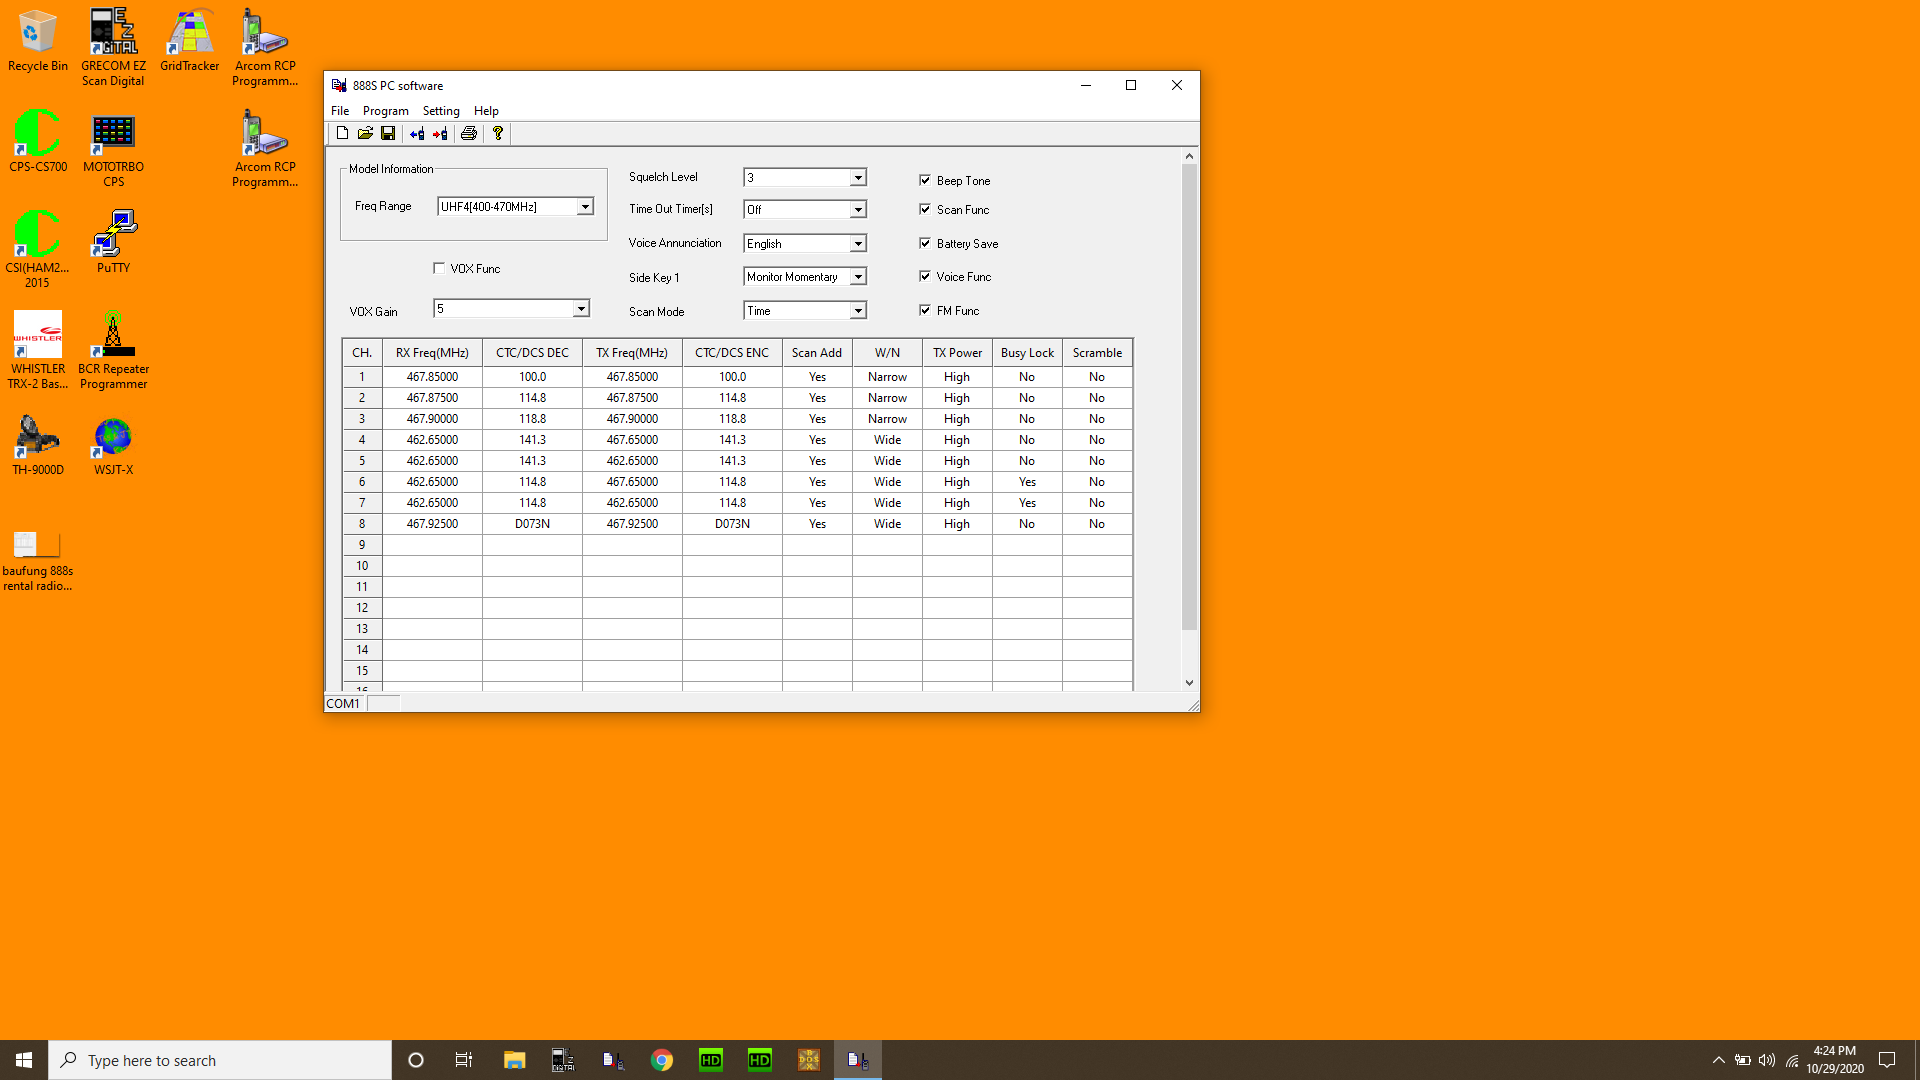 Recycle Bin
GRECOM EZ
Scan Digital
GridTracker
Arcom RCP
Programm...
CPS-CS700
MOTOTRBO
CPS
Arcom RCP
Programm...
CSI(HAM2...
2015
PuTTY
WHISTLER
WHISTLER
TRX-2 Bas...
BCR Repeater
Programmer
TH-9000D
WSJT-X
baufung 888s
rental radio...
888S PC software
File Program Setting Help
Model Information
Freq Range UHF4[400-470MHz]
VOX Func
VOX Gain 5
Squelch Level 3
Time Out Timer[s] Off
Voice Annunciation English
Side Key 1 Monitor Momentary
Scan Mode Time
Beep Tone
Scan Func
Battery Save
Voice Func
FM Func
CH. RX Freq(MHz) CTC/DCS DEC TX Freq(MHz) CTC/DCS ENC Scan Add W/N TX Power Busy Lock Scramble
1 467.85000 100.0 467.85000 100.0 Yes Narrow High No No
2 467.87500 114.8 467.87500 114.8 Yes Narrow High No No
3 467.90000 118.8 467.90000 118.8 Yes Narrow High No No
4 462.65000 141.3 467.65000 141.3 Yes Wide High No No
5 462.65000 141.3 462.65000 141.3 Yes Wide High No No
6 462.65000 114.8 467.65000 114.8 Yes Wide High Yes No
7 462.65000 114.8 462.65000 114.8 Yes Wide High Yes No
8 467.92500 D073N 467.92500 D073N Yes Wide High No No
9
10
11
12
13
14
15
16
COM1
Type here to search
HD
HD
4:24 PM
10/29/2020